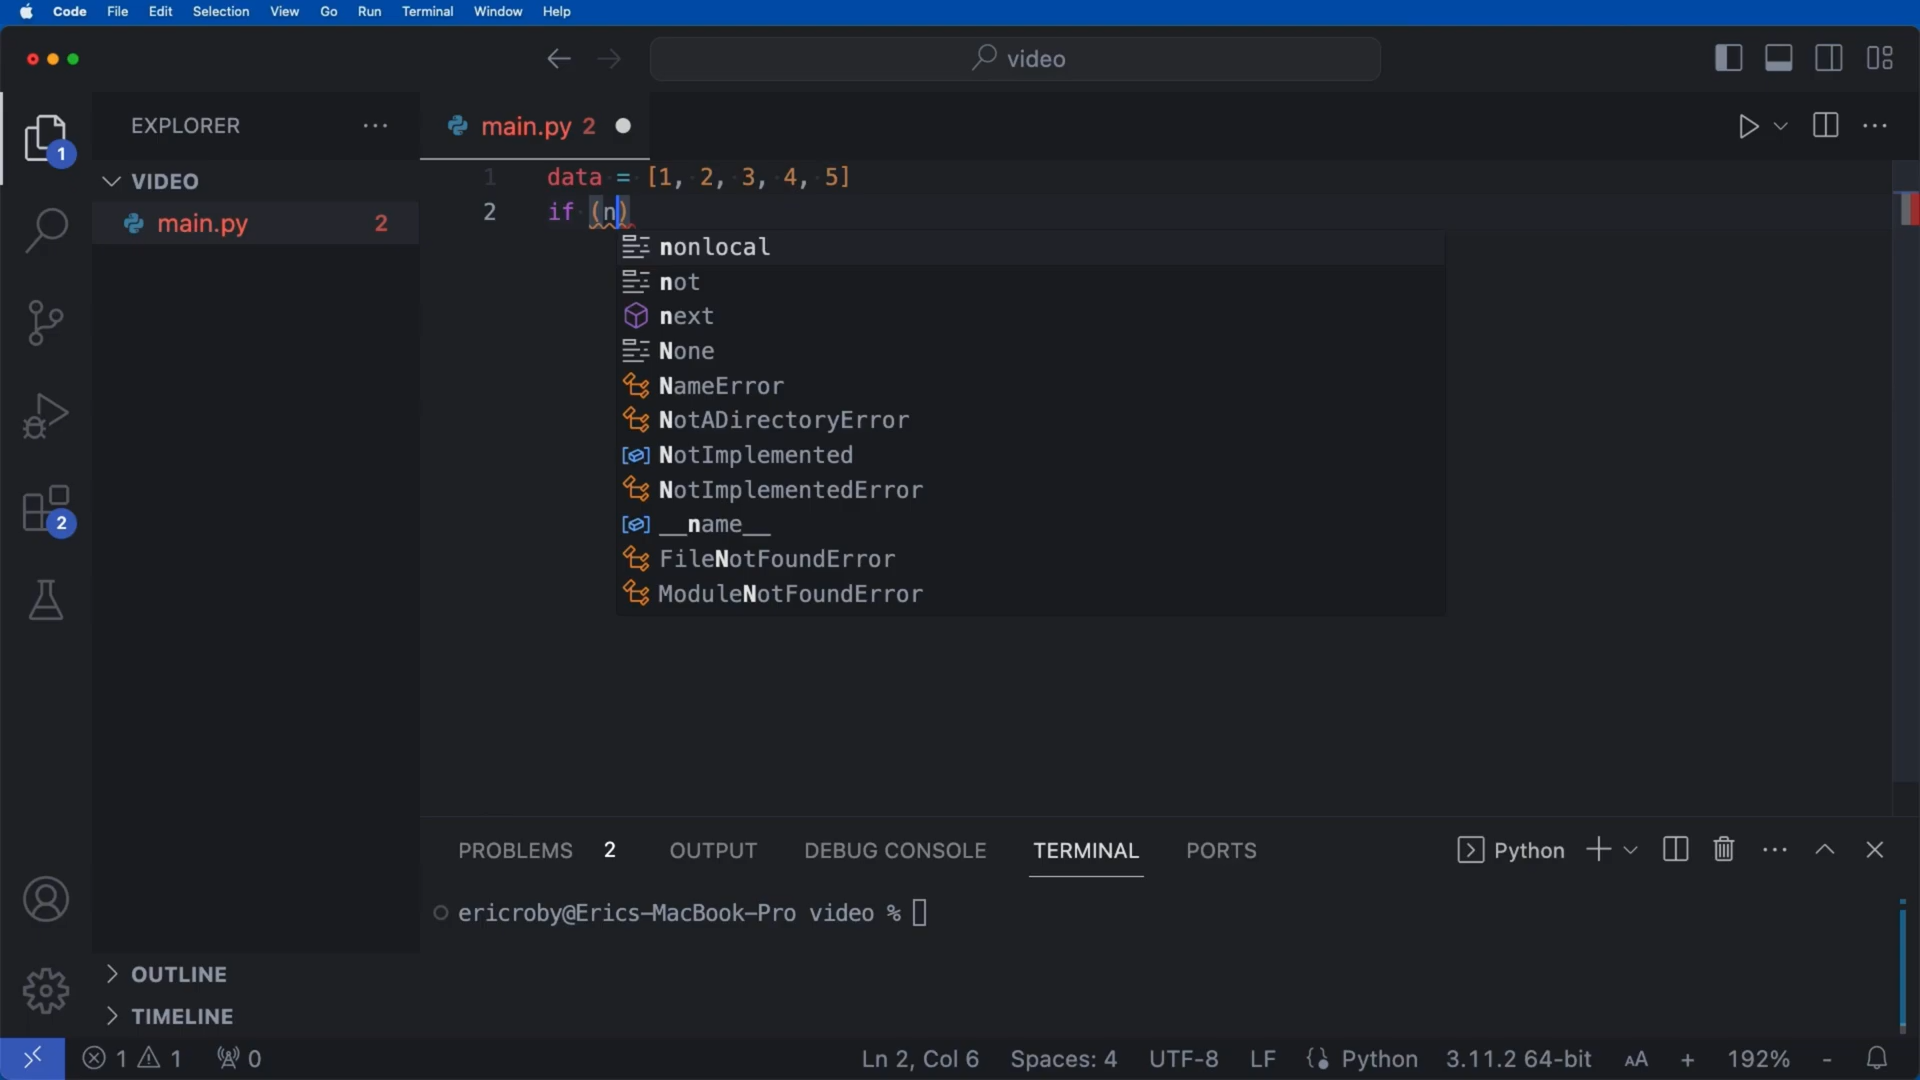 Code File Edit Selection View Go Run Terminal Window Help
video
EXPLORER ...
main.py 2
VIDEO
main.py 2
1
2
1 data = [1, 2, 3, 4, 5]
2 if (n)
nonlocal
not
next
None
NameError
NotADirectoryError
NotImplemented
NotImplementedError
__name__
FileNotFoundError
ModuleNotFoundError
PROBLEMS 2 OUTPUT DEBUG CONSOLE TERMINAL PORTS
Python
ericroby@Erics-MacBook-Pro video %
OUTLINE
TIMELINE
1 1 0
Ln 2, Col 6 Spaces: 4 UTF-8 LF {} Python 3.11.2 64-bit AA + 192% -